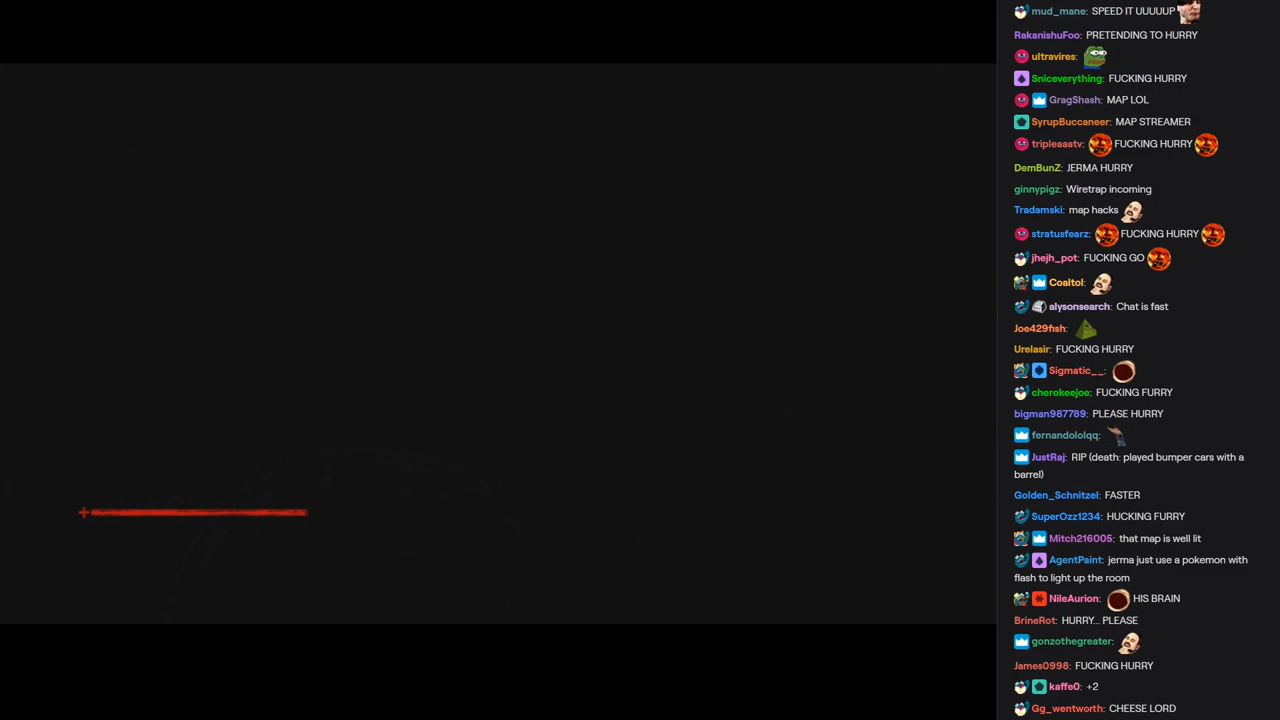 mud_mane: SPEED IT UUUUUP
RakanishuFoo: PRETENDING TO HURRY
ultravires:
Sniceverything: FUCKING HURRY
GragShash: MAP LOL
SyrupBuccaneer: MAP STREAMER
tripleaaatv: FUCKING HURRY
DemBunZ: JERMA HURRY
ginnypigz: Wiretrap incoming
Tradamski: map hacks
stratusfearz: FUCKING HURRY
jhejh_pot: FUCKING GO
Coaltol:
alysonsearch: Chat is fast
Joe429fish:
Urelasir: FUCKING HURRY
Sigmatic__:
cherokeejoe: FUCKING FURRY
bigman987789: PLEASE HURRY
fernandololqq:
JustRaj: RIP (death: played bumper cars with a
barrel)
Golden_Schnitzel: FASTER
SuperOzz1234: HUCKING FURRY
Mitch216005: that map is well lit
AgentPaint: jerma just use a pokemon with
flash to light up the room
NileAurion: HIS BRAIN
BrineRot: HURRY... PLEASE
gonzothegreater:
James0998: FUCKING HURRY
kaffe0: +2
Gg_wentworth: CHEESE LORD